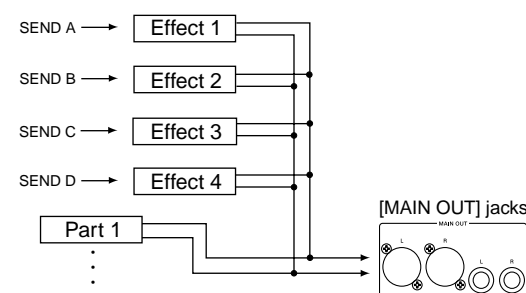 SEND A
Effect 1
SEND B
Effect 2
SEND C
Effect 3
SEND D
Effect 4
[MAIN OUT] jacks
MAIN OUT
Part 1
L
R
L
R